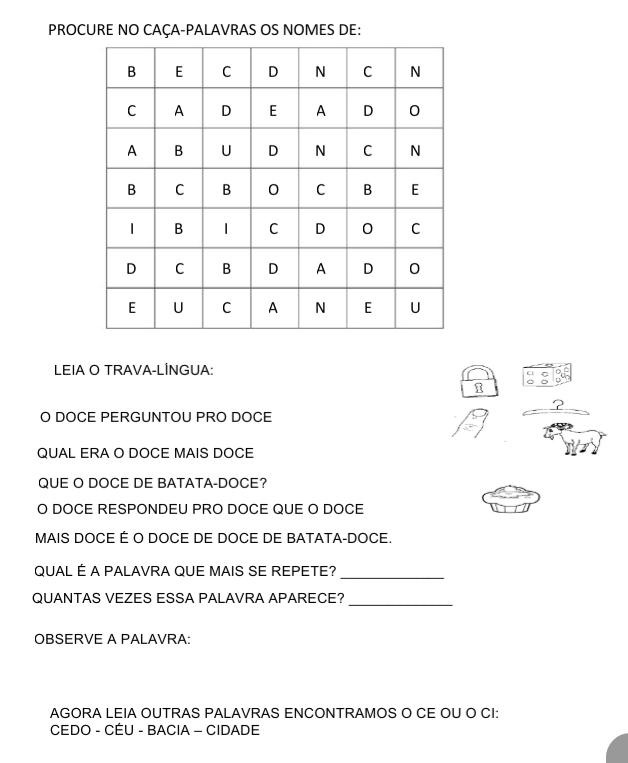 PROCURE NO CAÇA-PALAVRAS OS NOMES DE:
B E C D N C N
C A D E A D O
A B U D N C N
B C B O C B E
I B I C D O C
D C B D A D O
E U C A N E U
LEIA O TRAVA-LÍNGUA:
O DOCE PERGUNTOU PRO DOCE
QUAL ERA O DOCE MAIS DOCE
QUE O DOCE DE BATATA-DOCE?
O DOCE RESPONDEU PRO DOCE QUE O DOCE
MAIS DOCE É O DOCE DE DOCE DE BATATA-DOCE.
QUAL É A PALAVRA QUE MAIS SE REPETE? _____________
QUANTAS VEZES ESSA PALAVRA APARECE? _____________
OBSERVE A PALAVRA:
AGORA LEIA OUTRAS PALAVRAS ENCONTRAMOS O CE OU O CI:
CEDO - CÉU - BACIA – CIDADE